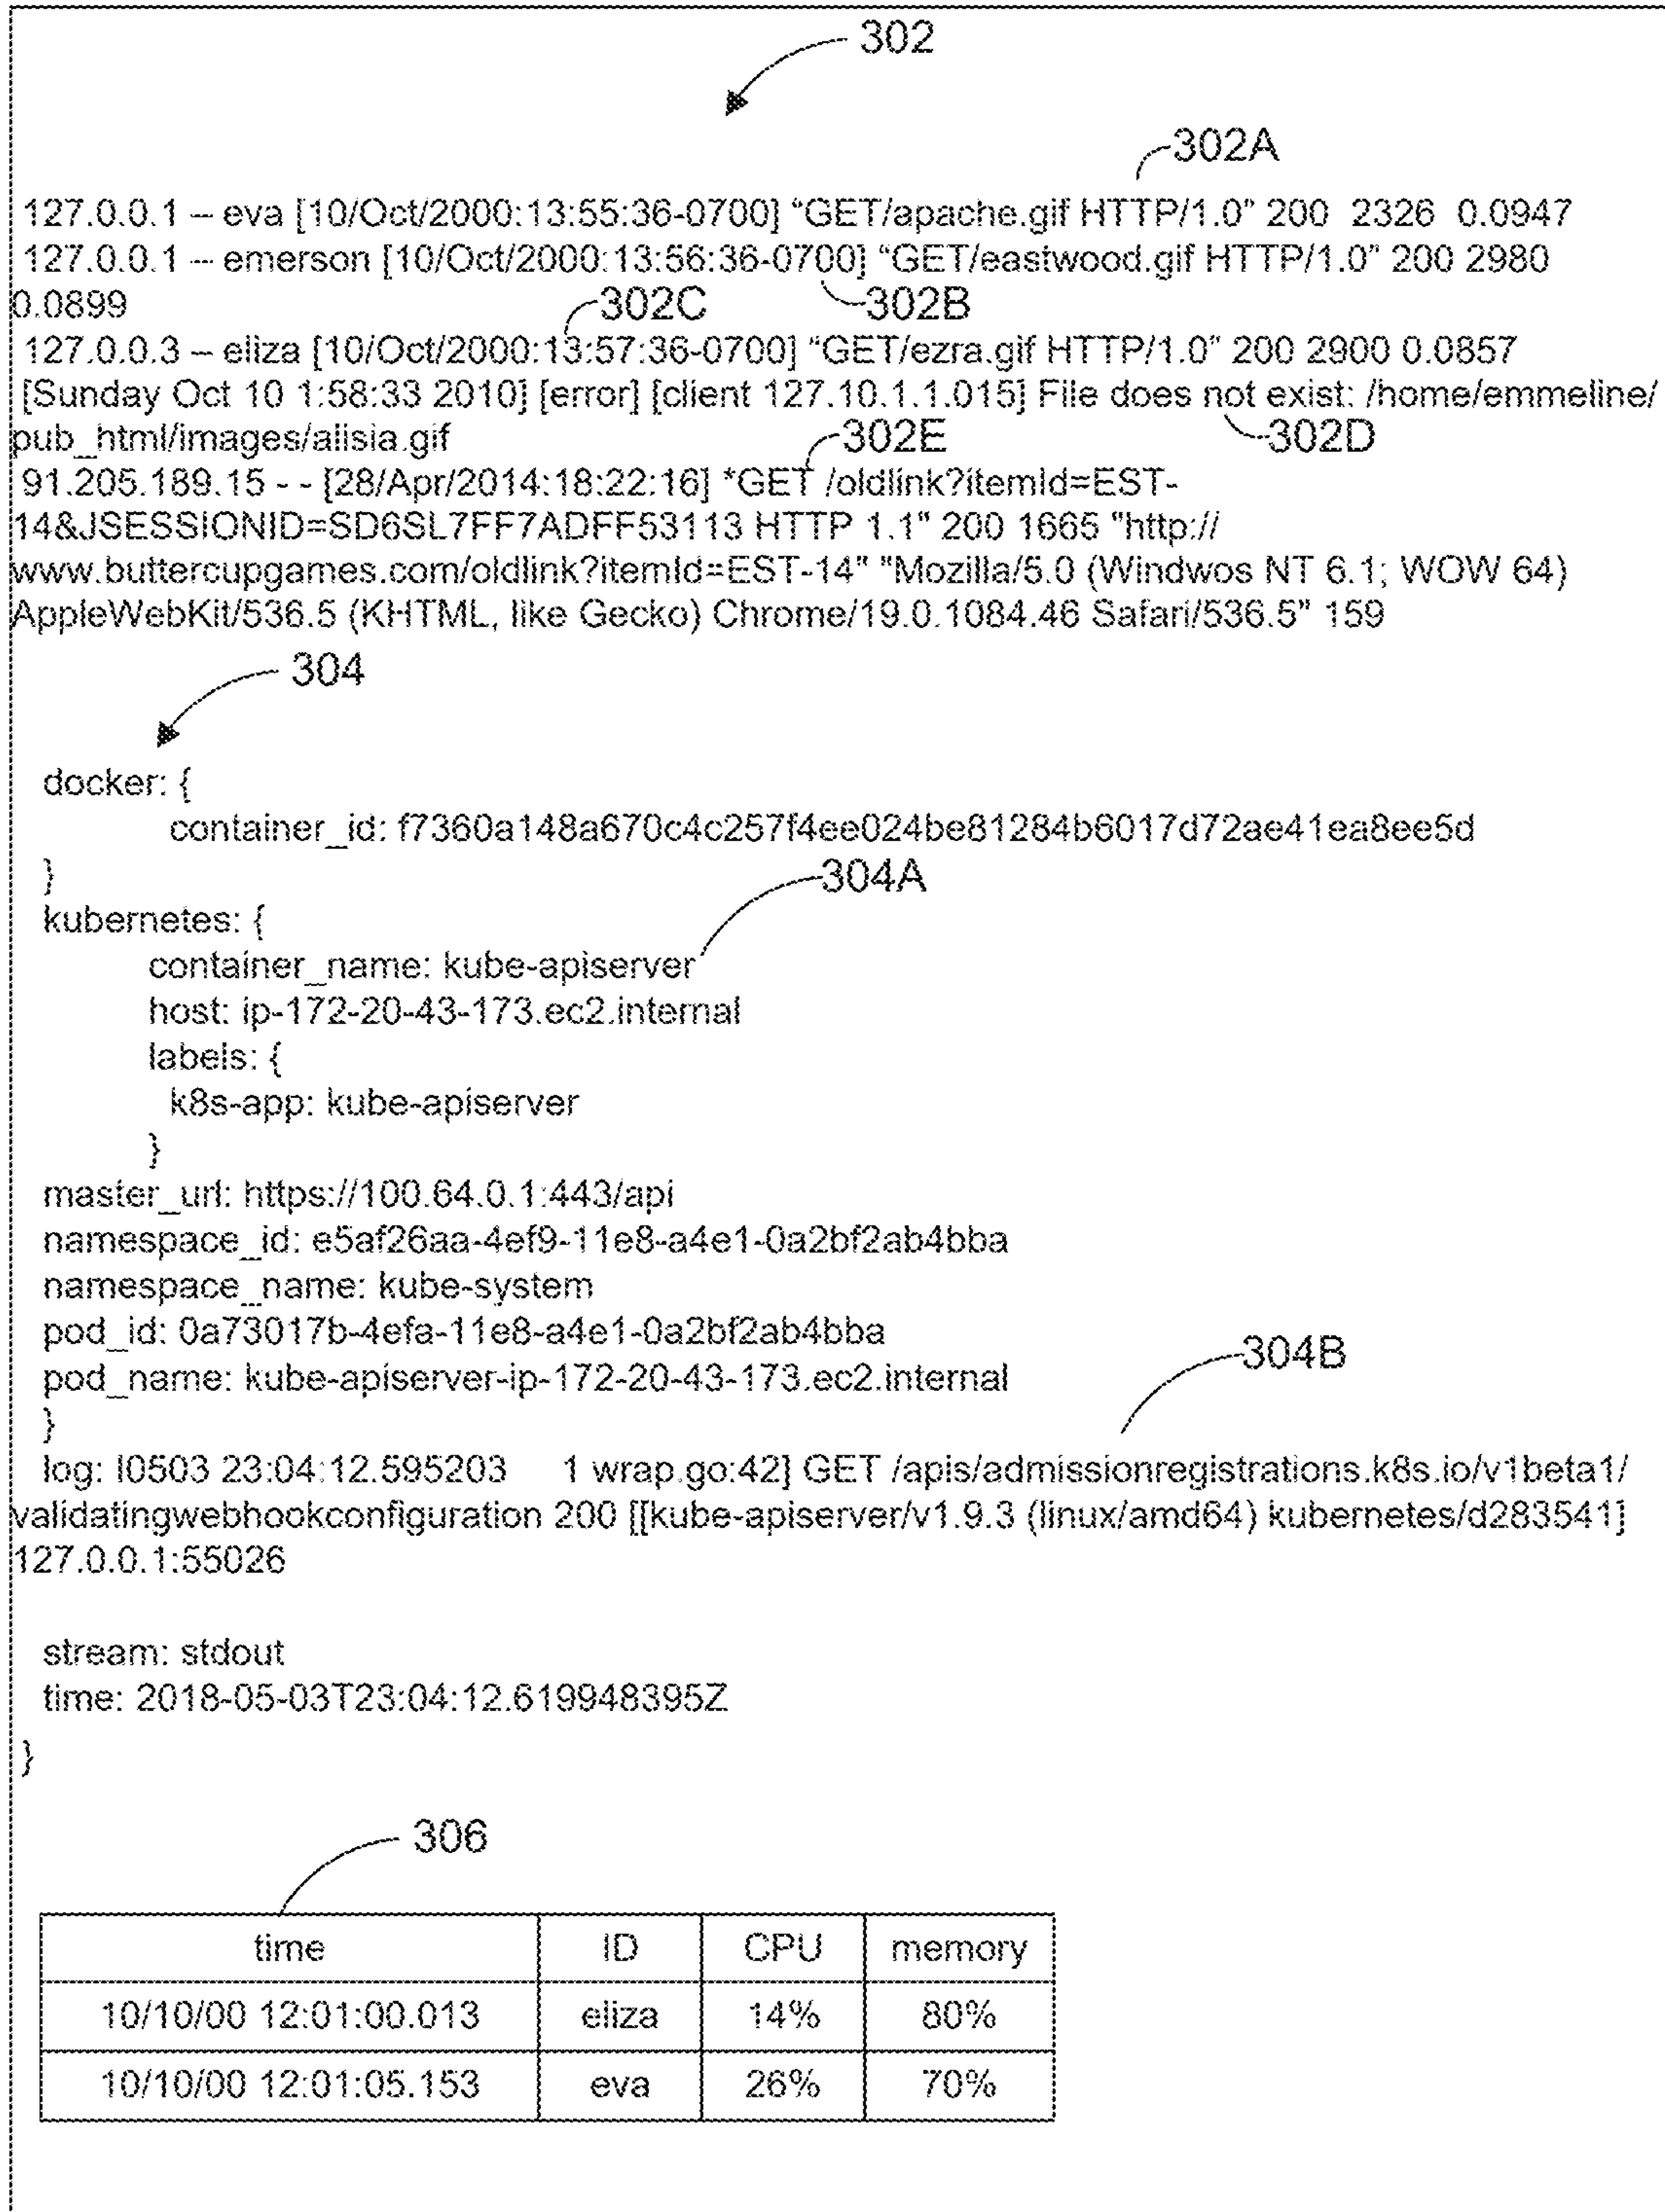 302
302A
127.0.0.1 – eva [10/Oct/2000:13:55:36-0700] “GET/apache.gif HTTP/1.0” 200 2326 0.0947
127.0.0.1 – emerson [10/Oct/2000:13:56:36-0700] “GET/eastwood.gif HTTP/1.0” 200 2980
0.0899
302C 302B
127.0.0.3 – eliza [10/Oct/2000:13:57:36-0700] “GET/ezra.gif HTTP/1.0” 200 2900 0.0857
[Sunday Oct 10 1:58:33 2010] [error] [client 127.10.1.1.015] File does not exist: /home/emmeline/
pub_html/images/alisia.gif
302E 302D
91.205.189.15 - - [28/Apr/2014:18:22:16] *GET /oldlink?itemId=EST-
14&JSESSIONID=SD6SL7FF7ADFF53113 HTTP 1.1" 200 1665 "http://
www.buttercupgames.com/oldlink?itemId=EST-14" "Mozilla/5.0 (Windwos NT 6.1; WOW 64)
AppleWebKit/536.5 (KHTML, like Gecko) Chrome/19.0.1084.46 Safari/536.5" 159
304
docker: {
container_id: f7360a148a670c4c257f4ee024be81284b6017d72ae41ea8ee5d
}
304A
kubernetes: {
container_name: kube-apiserver
host: ip-172-20-43-173.ec2.internal
labels: {
k8s-app: kube-apiserver
}
master_url: https://100.64.0.1:443/api
namespace_id: e5af26aa-4ef9-11e8-a4e1-0a2bf2ab4bba
namespace_name: kube-system
pod_id: 0a73017b-4efa-11e8-a4e1-0a2bf2ab4bba
304B
pod_name: kube-apiserver-ip-172-20-43-173.ec2.internal
}
log: I0503 23:04:12.595203 1 wrap.go:42] GET /apis/admissionregistrations.k8s.io/v1beta1/
validatingwebhookconfiguration 200 [[kube-apiserver/v1.9.3 (linux/amd64) kubernetes/d283541]
127.0.0.1:55026
stream: stdout
time: 2018-05-03T23:04:12.619948395Z
}
306
time ID CPU memory
10/10/00 12:01:00.013 eliza 14% 80%
10/10/00 12:01:05.153 eva 26% 70%